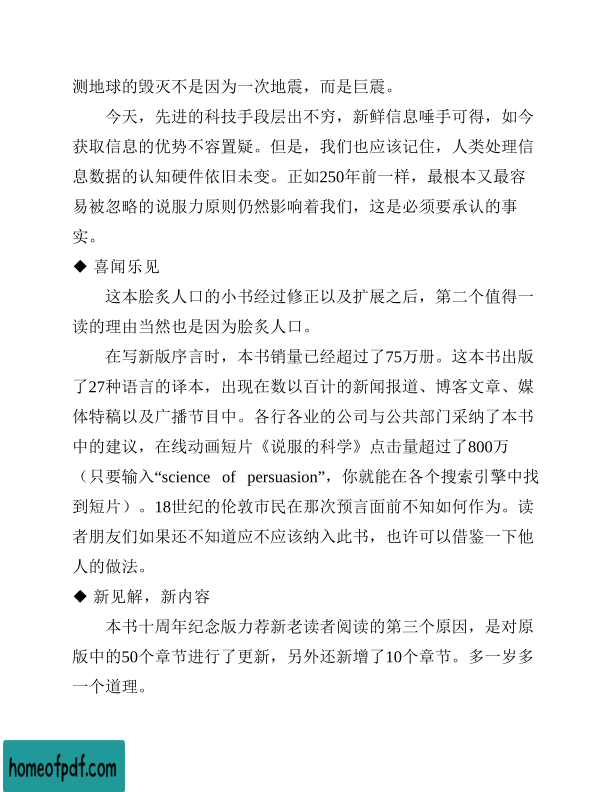 测地球的毁灭不是因为一次地震，而是巨震。
今天，先进的科技手段层出不穷，新鲜信息唾手可得，如今
获取信息的优势不容置疑。但是，我们也应该记住，人类处理信
息数据的认知硬件依旧未变。正如250年前一样，最根本又最容
易被忽略的说服力原则仍然影响着我们，这是必须要承认的事
实。
◆ 喜闻乐见
这本脍炙人口的小书经过修正以及扩展之后，第二个值得一
读的理由当然也是因为脍炙人口。
在写新版序言时，本书销量已经超过了75万册。这本书出版
了27种语言的译本，出现在数以百计的新闻报道、博客文章、媒
体特稿以及广播节目中。各行各业的公司与公共部门采纳了本书
中的建议，在线动画短片《说服的科学》点击量超过了800万
（只要输入“science of persuasion”，你就能在各个搜索引擎中找
到短片）。18世纪的伦敦市民在那次预言面前不知如何作为。读
者朋友们如果还不知道应不应该纳入此书，也许可以借鉴一下他
人的做法。
◆ 新见解，新内容
本书十周年纪念版力荐新老读者阅读的第三个原因，是对原
版中的50个章节进行了更新，另外还新增了10个章节。多一岁多
一个道理。
homeofpdf.com